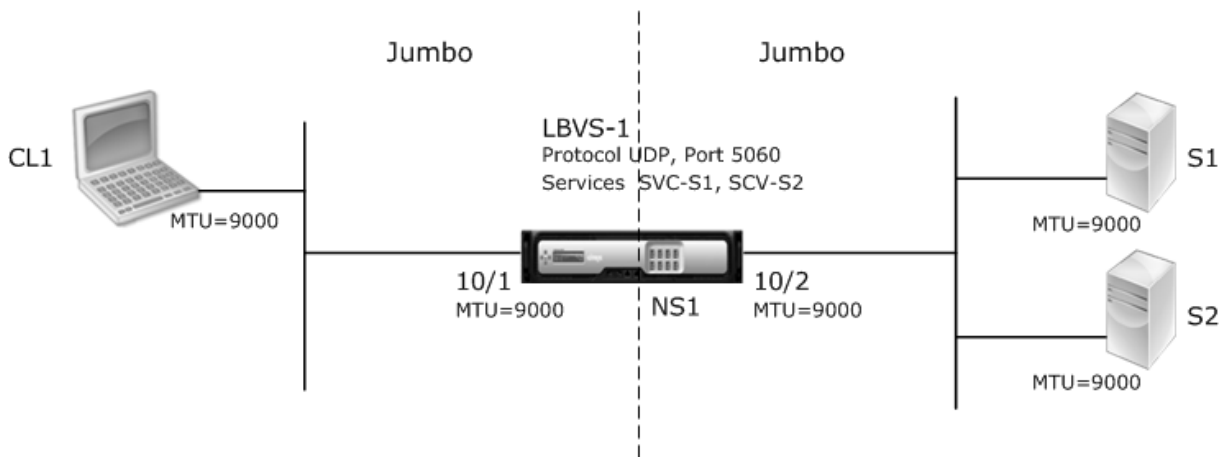 Jumbo
Jumbo
LBVS-1
Protocol UDP, Port 5060
Services SVC-S1, SCV-S2
CL1
S1
MTU=9000
MTU=9000
10/1
10/2
MTU=9000
NS1
MTU=9000
S2
MTU=9000